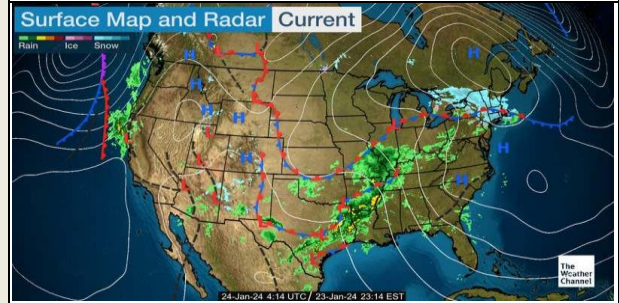 Surface Map and Radar Current
Rain Ice Snow
H
H
H
H
H
H
H
H
L
L
L
L
L
L
The
Weather
Channel
24-Jan-24 4:14 UTC / 23-Jan-24 23:14 EST